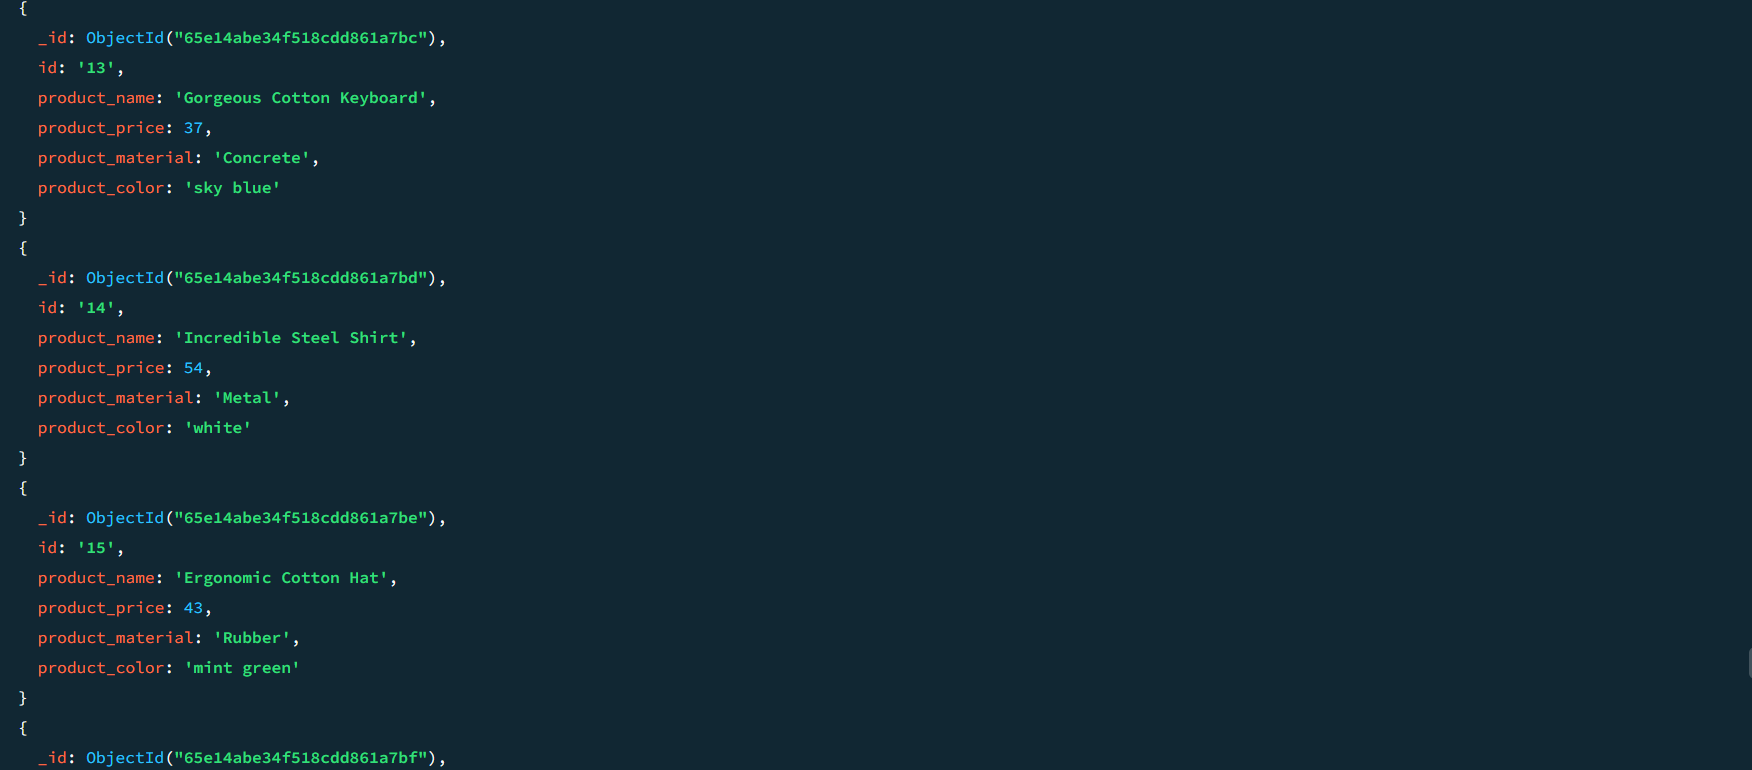 {
_id: ObjectId("65e14abe34f518cdd861a7bc"),
id: '13',
product_name: 'Gorgeous Cotton Keyboard',
product_price: 37,
product_material: 'Concrete',
product_color: 'sky blue'
}
{
_id: ObjectId("65e14abe34f518cdd861a7bd"),
id: '14',
product_name: 'Incredible Steel Shirt',
product_price: 54,
product_material: 'Metal',
product_color: 'white'
}
{
_id: ObjectId("65e14abe34f518cdd861a7be"),
id: '15',
product_name: 'Ergonomic Cotton Hat',
product_price: 43,
product_material: 'Rubber',
product_color: 'mint green'
}
{
_id: ObjectId("65e14abe34f518cdd861a7bf"),